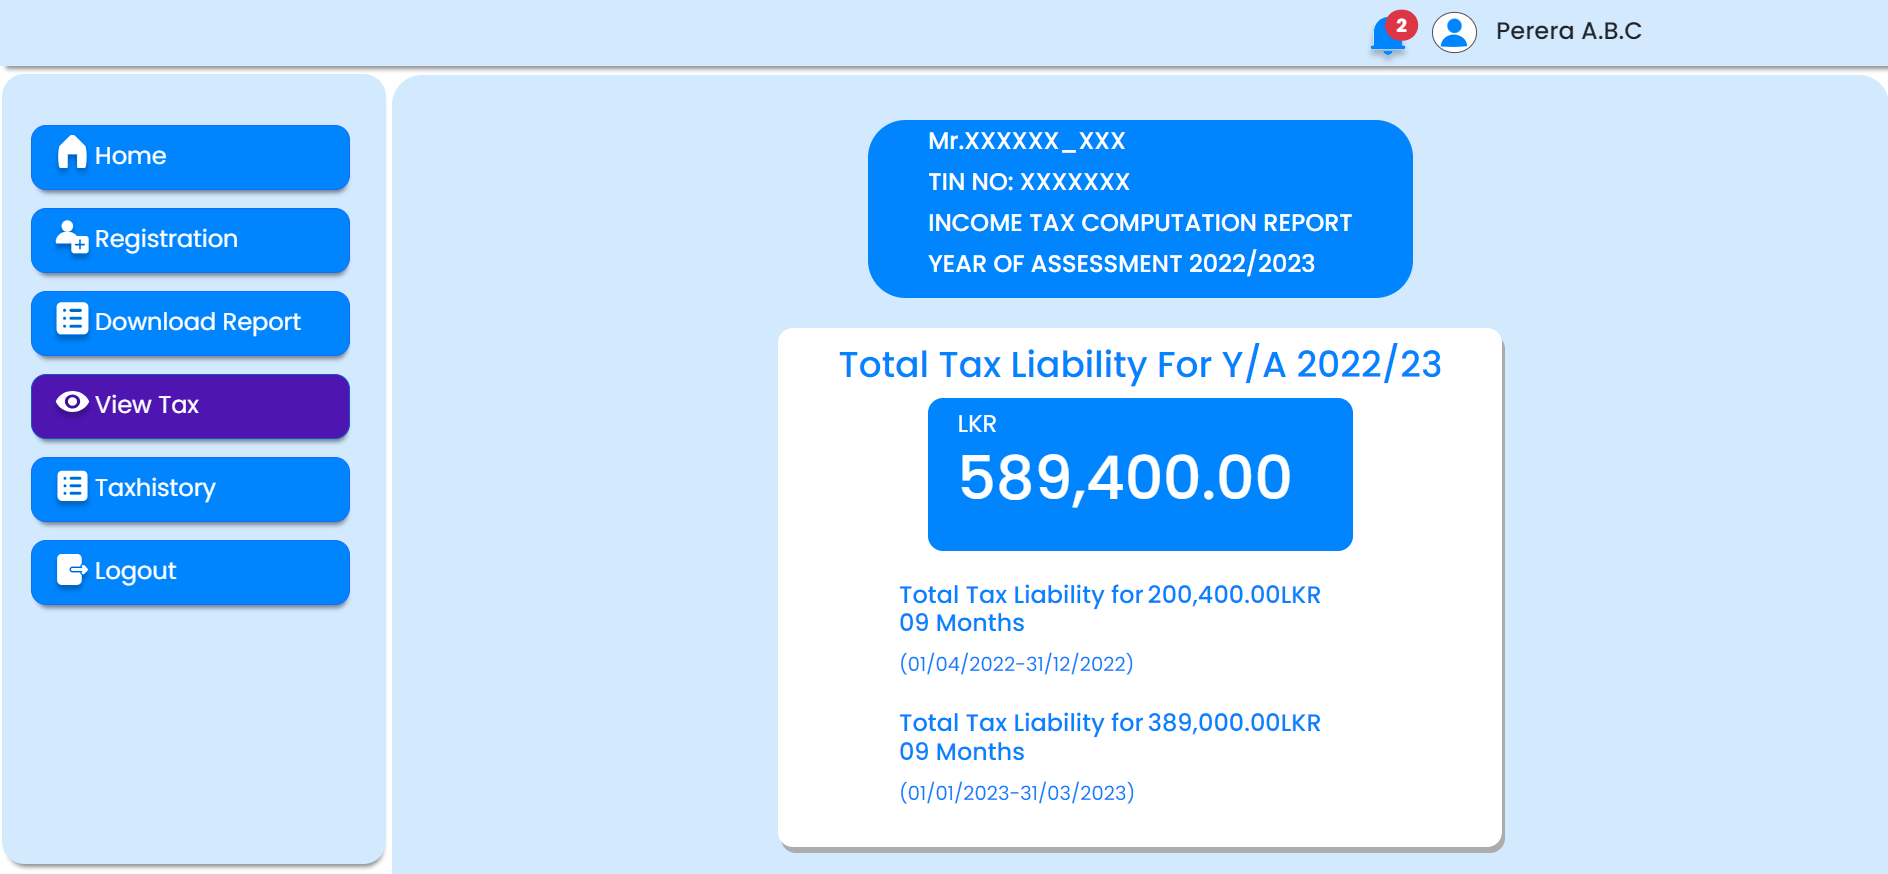 2
Perera A.B.C
Home
Registration
Download Report
View Tax
Taxhistory
Logout
Mr.XXXXXX_XXX
TIN NO: XXXXXXX
INCOME TAX COMPUTATION REPORT
YEAR OF ASSESSMENT 2022/2023
Total Tax Liability For Y/A 2022/23
LKR
589,400.00
Total Tax Liability for 200,400.00LKR
09 Months
(01/04/2022-31/12/2022)
Total Tax Liability for 389,000.00LKR
09 Months
(01/01/2023-31/03/2023)